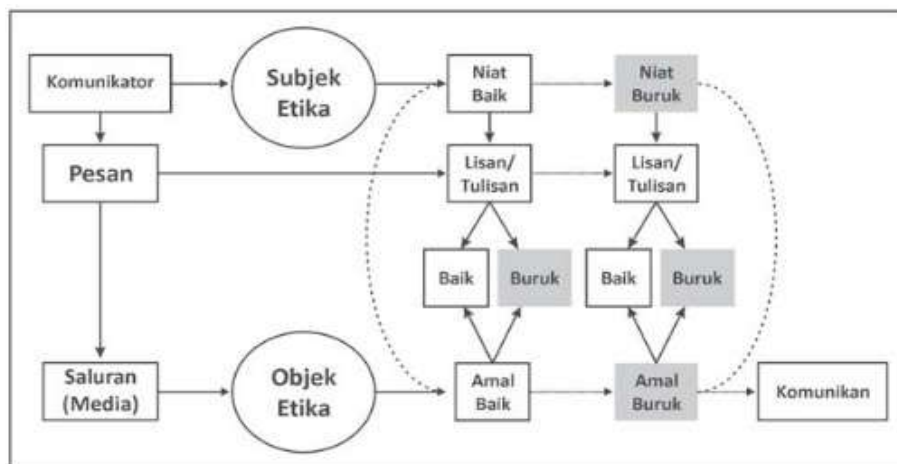 Komunikator
Subjek
Etika
Niat
Baik
Niat
Buruk
Pesan
Lisan/
Tulisan
Lisan/
Tulisan
Baik
Buruk
Baik
Buruk
Saluran
(Media)
Objek
Etika
Amal
Baik
Amal
Buruk
Komunikan